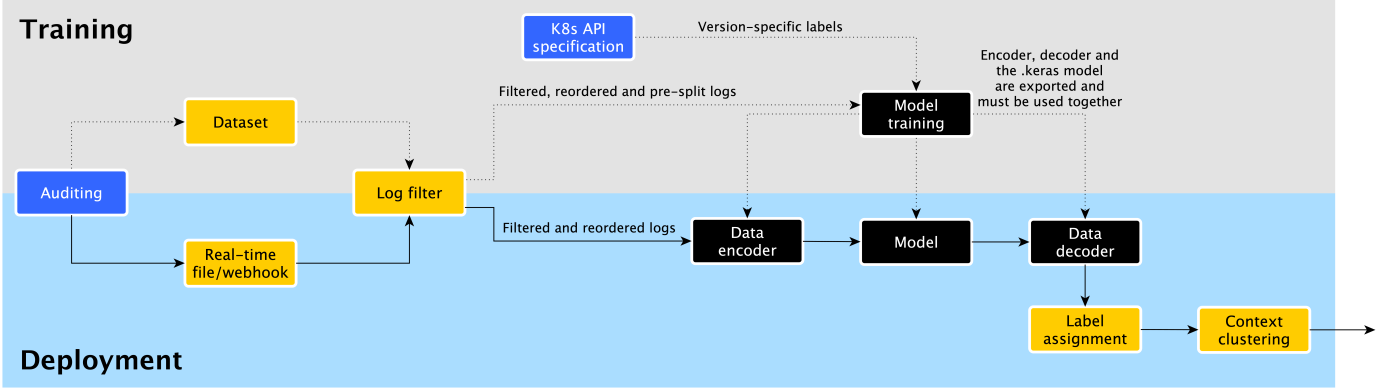 Training
K8s API
specification
Version-specific labels
Encoder, decoder and
the .keras model
are exported and
must be used together
Filtered, reordered and pre-split logs
Model
training
Dataset
Auditing
Log filter
Filtered and reordered logs
Real-time
file/webhook
Data
encoder
Model
Data
decoder
Label
assignment
Context
clustering
Deployment